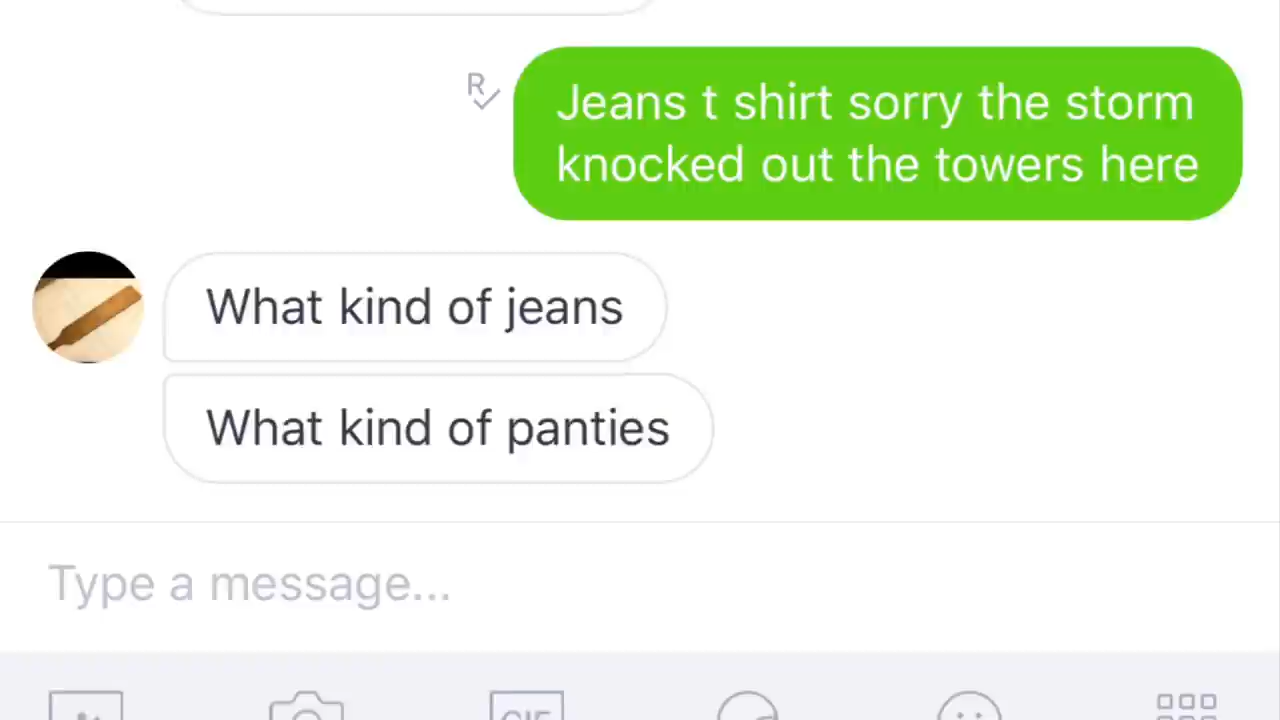 R
Jeans t shirt sorry the storm
knocked out the towers here
What kind of jeans
What kind of panties
Type a message...
GIF